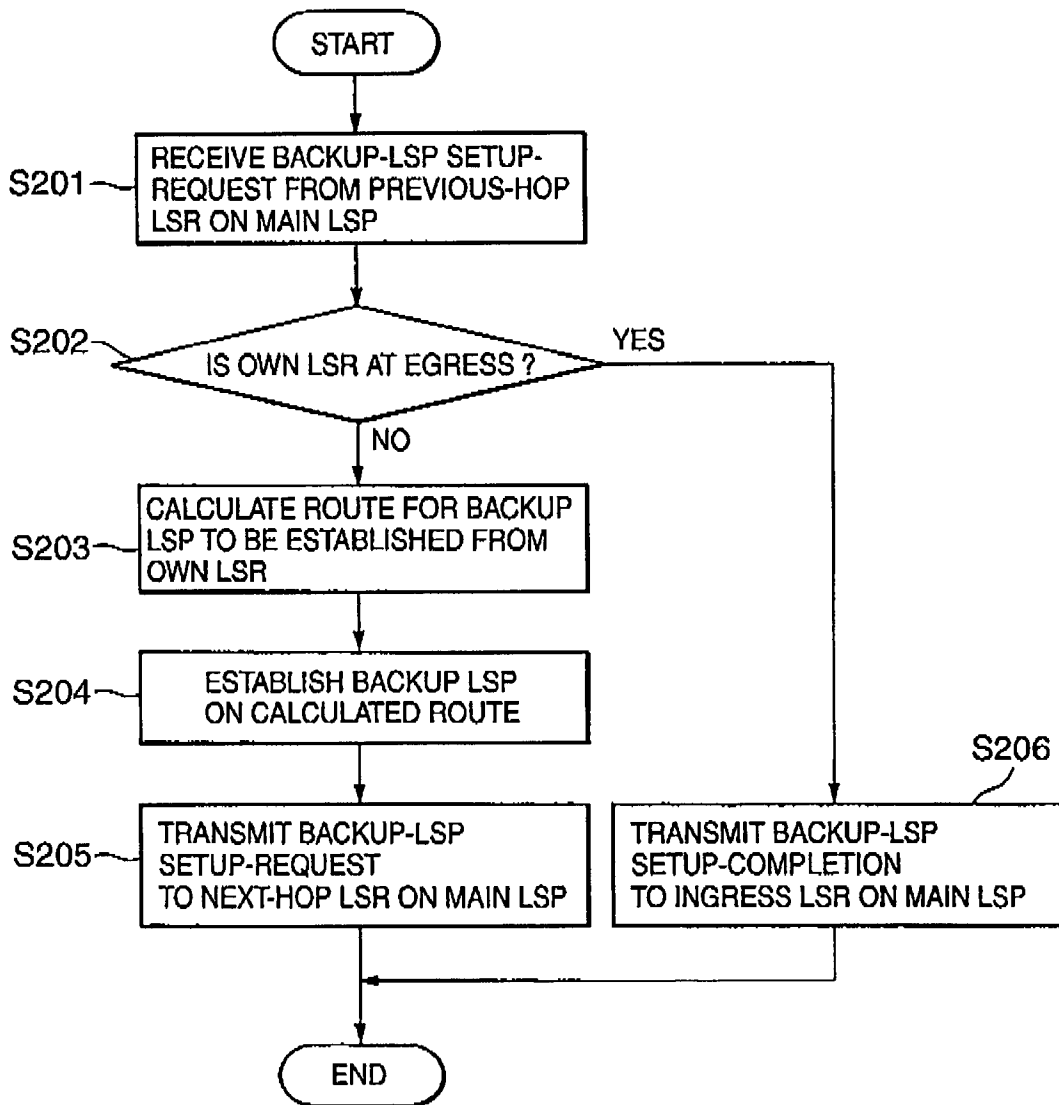 START
S201
RECEIVE BACKUP-LSP SETUP-
REQUEST FROM PREVIOUS-HOP
LSR ON MAIN LSP
S202
IS OWN LSR AT EGRESS ?
YES
NO
S203
CALCULATE ROUTE FOR BACKUP
LSP TO BE ESTABLISHED FROM
OWN LSR
S204
ESTABLISH BACKUP LSP
ON CALCULATED ROUTE
S205
TRANSMIT BACKUP-LSP
SETUP-REQUEST
TO NEXT-HOP LSR ON MAIN LSP
S206
TRANSMIT BACKUP-LSP
SETUP-COMPLETION
TO INGRESS LSR ON MAIN LSP
END